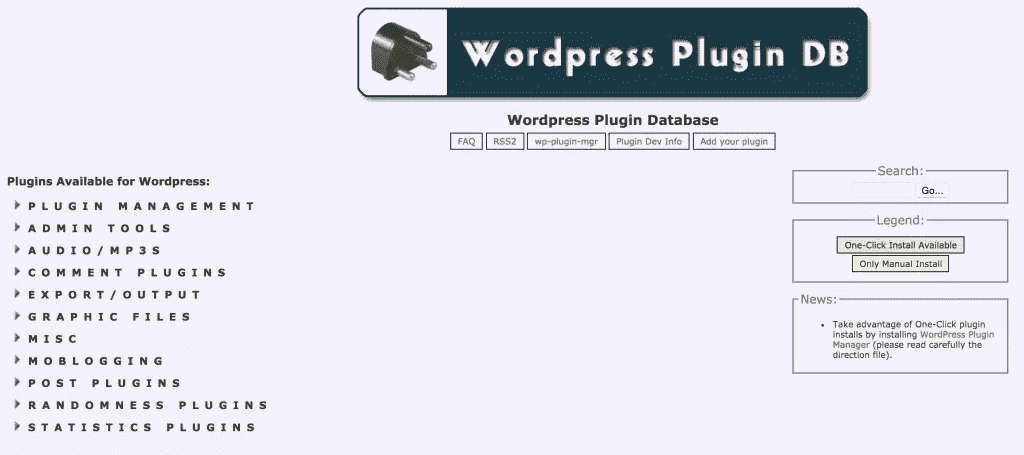 Wordpress Plugin DB
Wordpress Plugin Database
FAQ RSS2 wp-plugin-mgr Plugin Dev Info Add your plugin
Plugins Available for Wordpress:
PLUGIN MANAGEMENT
ADMIN TOOLS
AUDIO/MP3S
COMMENT PLUGINS
EXPORT/OUTPUT
GRAPHIC FILES
MISC
MOBLOGGING
POST PLUGINS
RANDOMNESS PLUGINS
STATISTICS PLUGINS
Search:
Go...
Legend:
One-Click Install Available
Only Manual Install
News:
Take advantage of One-Click plugin
installs by installing WordPress Plugin
Manager (please read carefully the
direction file).